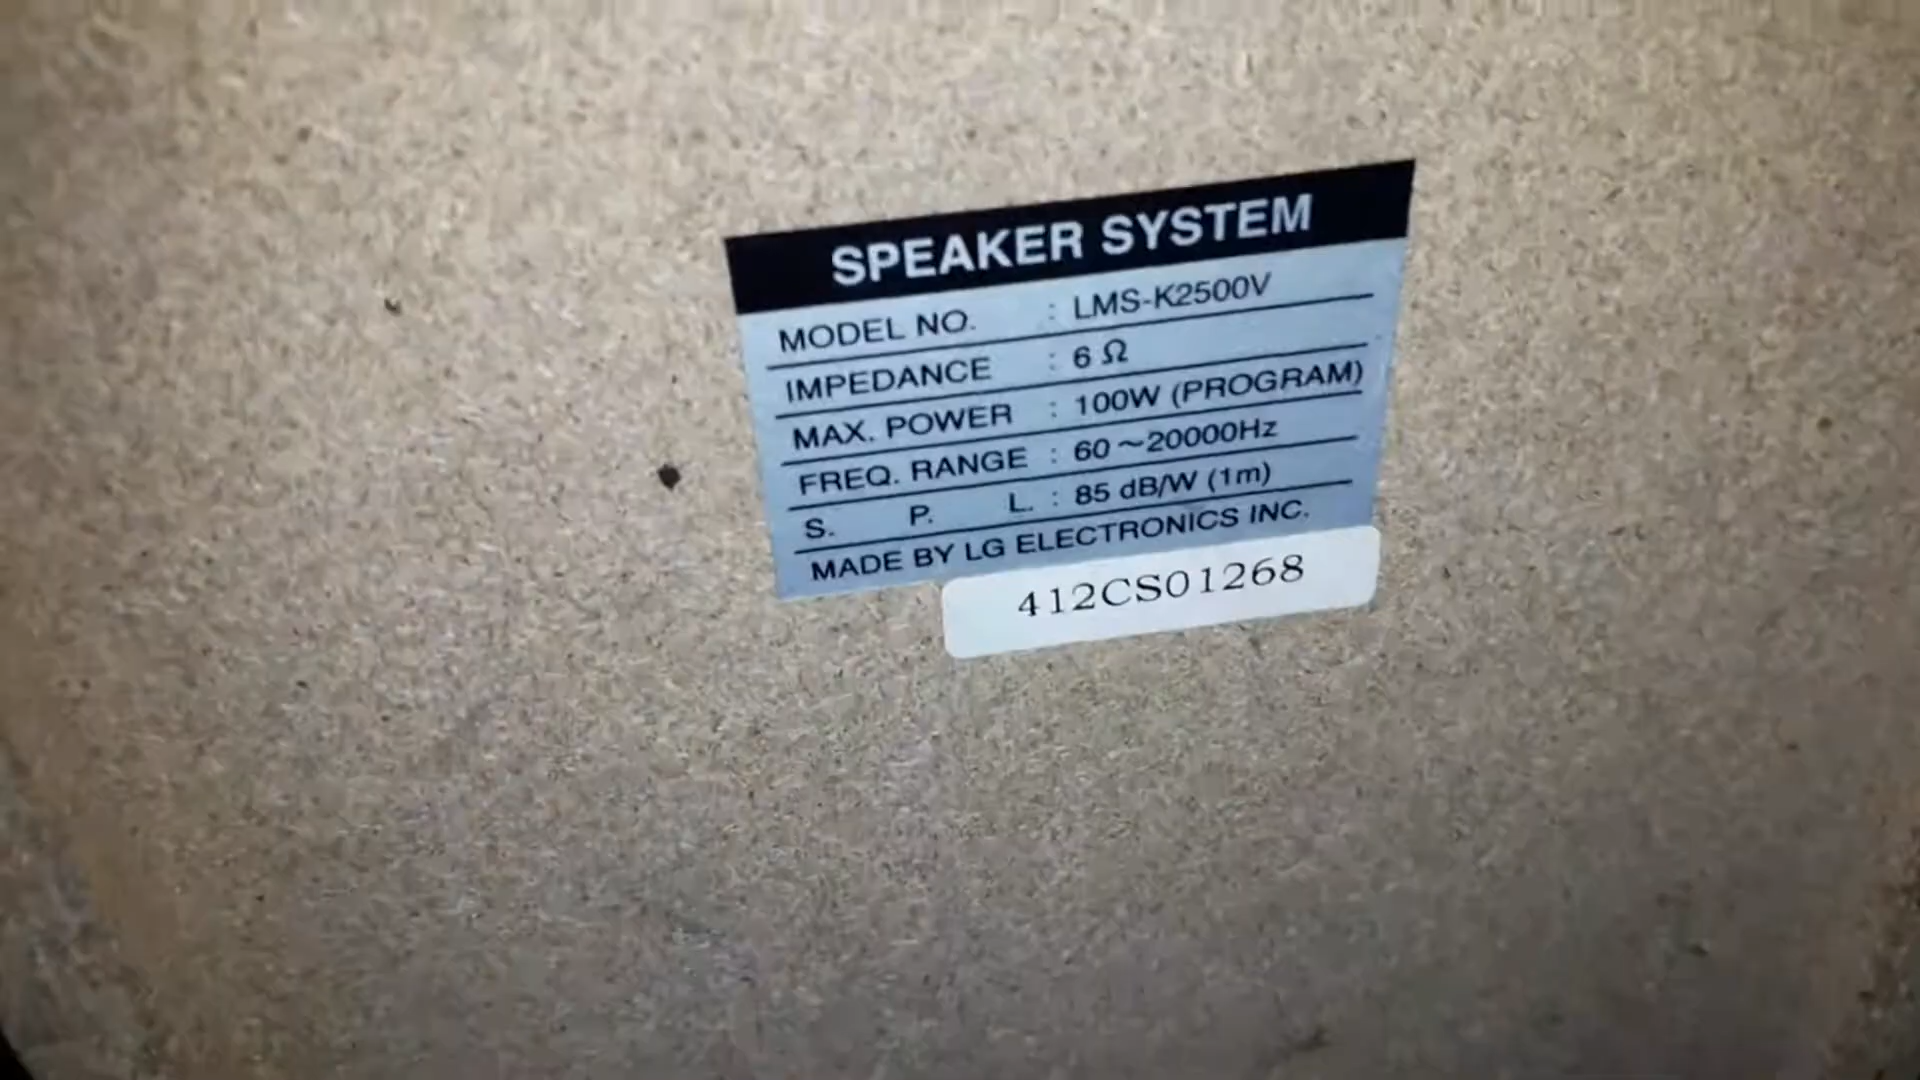 SPEAKER SYSTEM
MODEL NO. : LMS-K2500V
IMPEDANCE : 6 Ω
MAX. POWER : 100W (PROGRAM)
FREQ. RANGE : 60～20000Hz
S. P. L. : 85 dB/W (1m)
MADE BY LG ELECTRONICS INC.
412CS01268